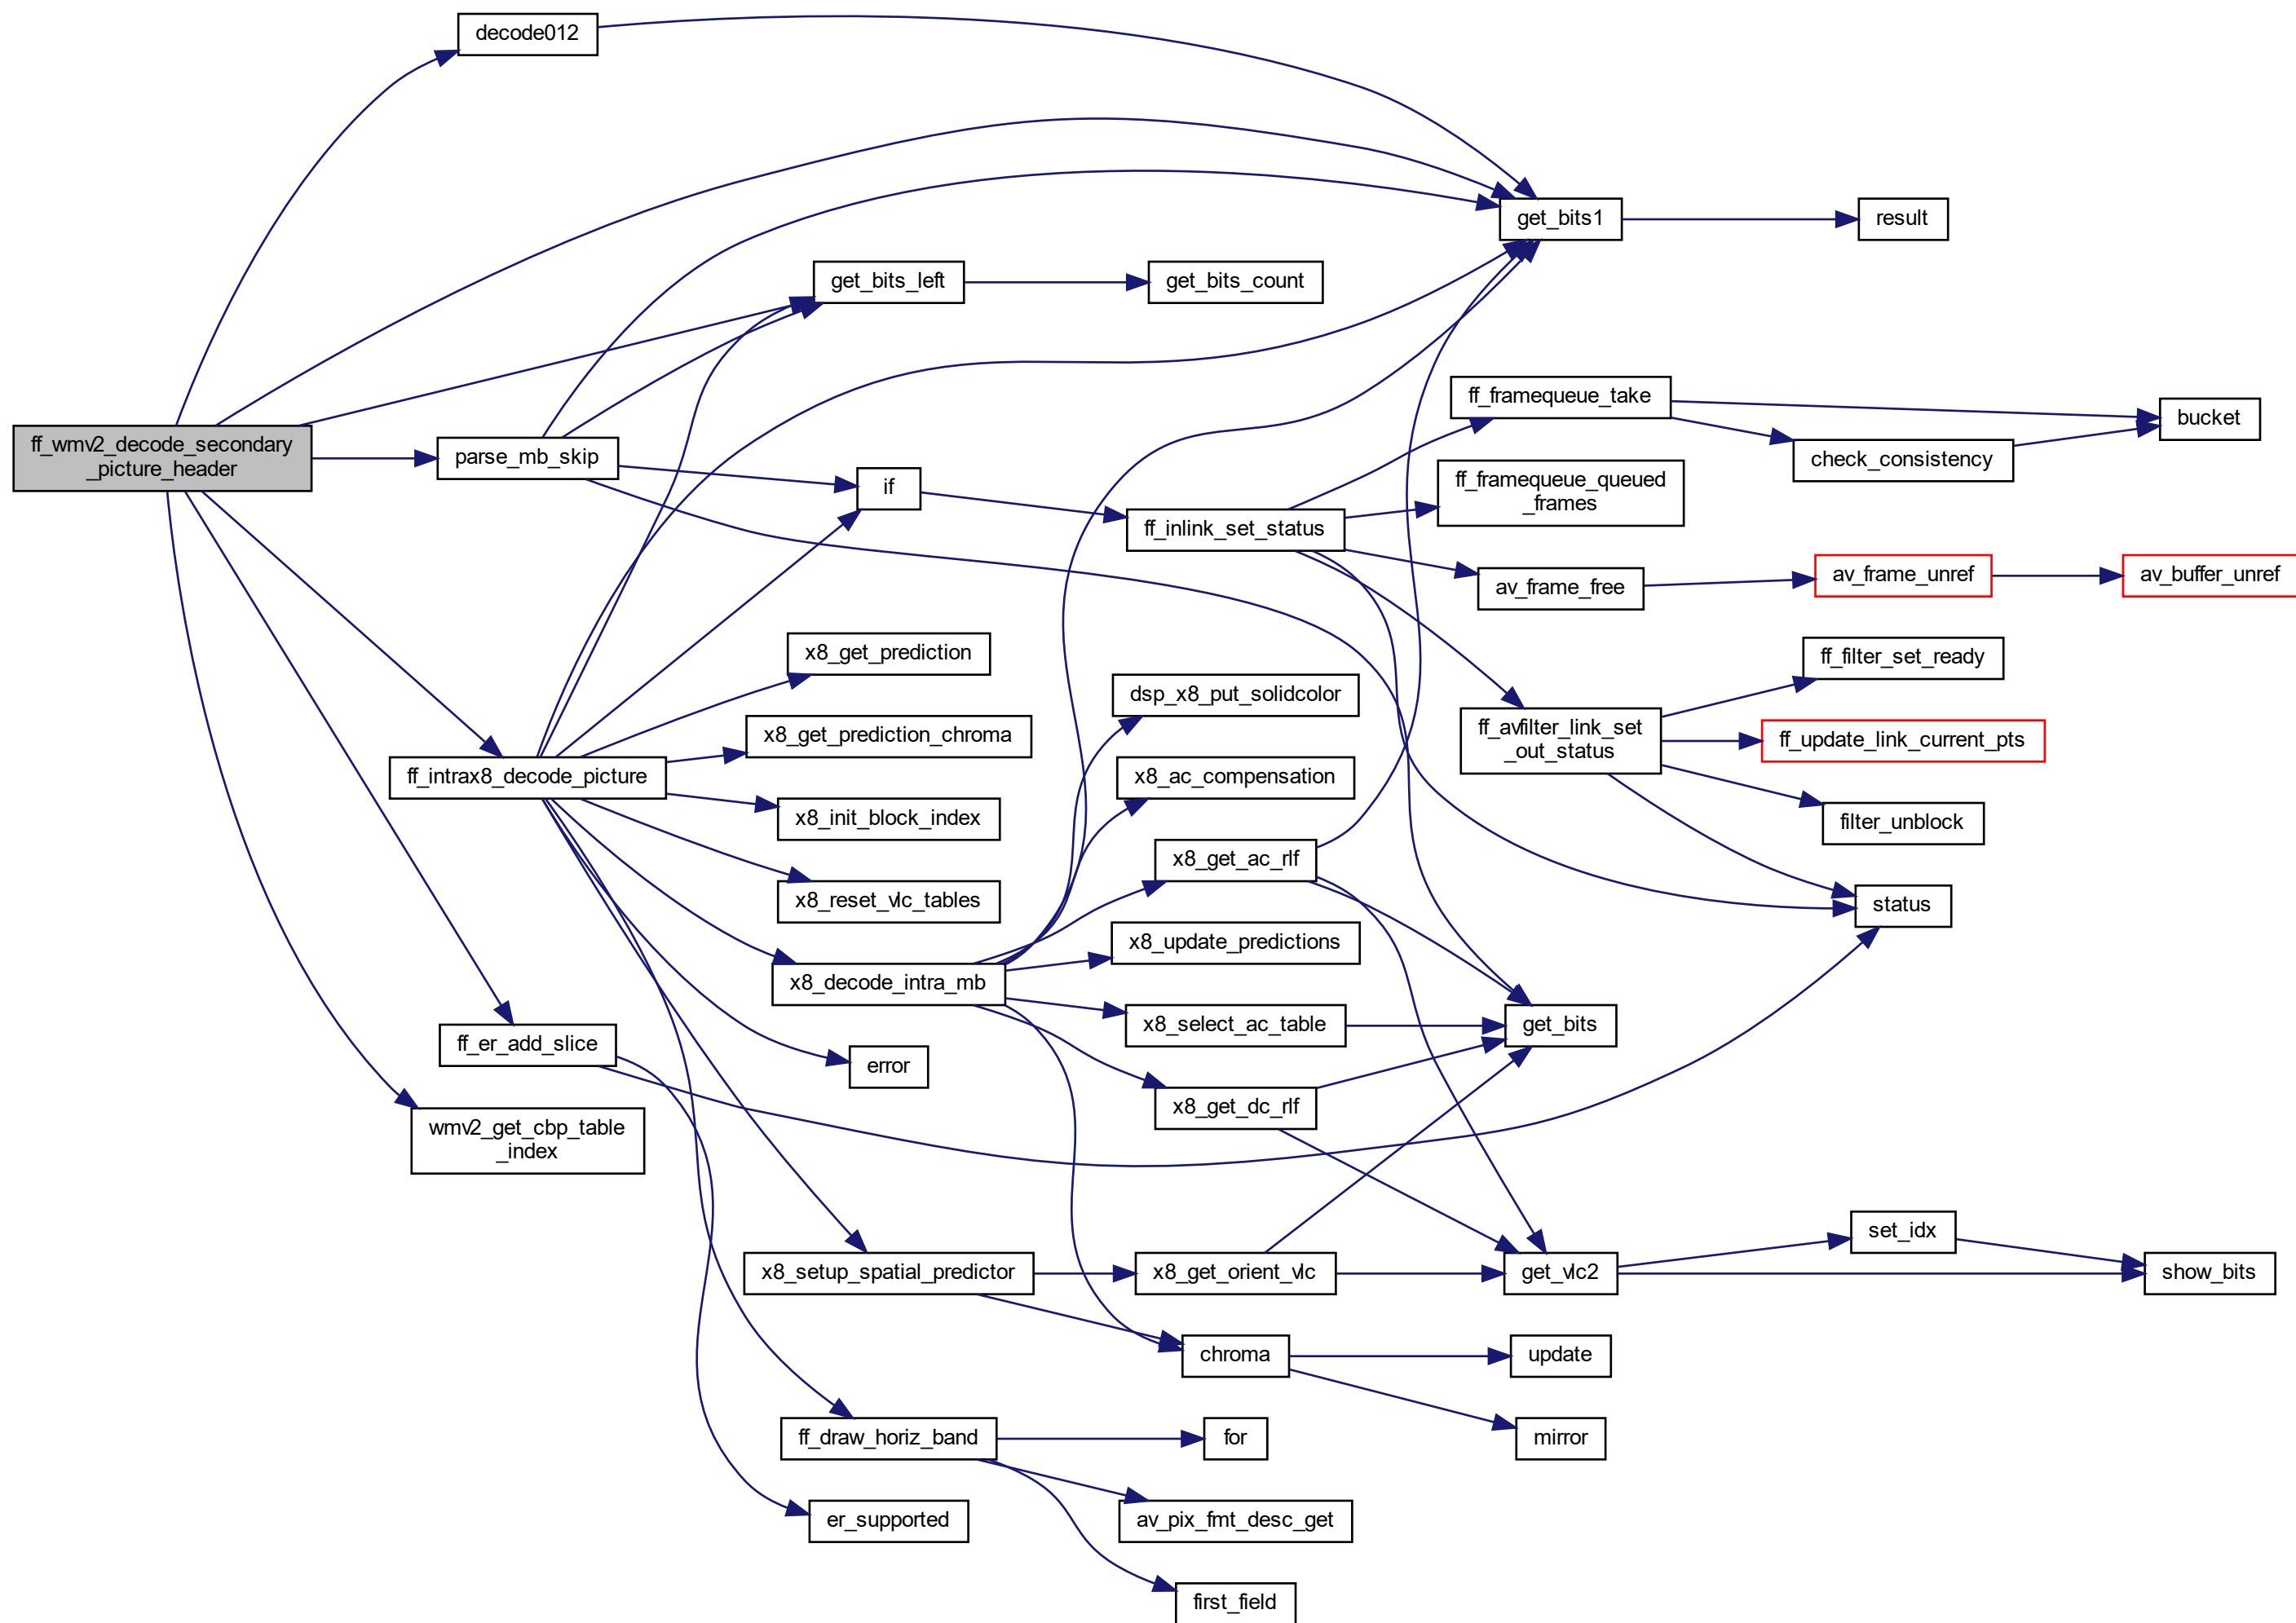 decode012
get_bits1
result
get_bits_left
get_bits_count
ff_framequeue_take
bucket
ff_wmv2_decode_secondary
_picture_header
parse_mb_skip
check_consistency
if
ff_framequeue_queued
_frames
ff_inlink_set_status
av_frame_free
av_frame_unref
av_buffer_unref
x8_get_prediction
ff_filter_set_ready
dsp_x8_put_solidcolor
x8_get_prediction_chroma
ff_avfilter_link_set
_out_status
ff_update_link_current_pts
ff_intrax8_decode_picture
x8_ac_compensation
x8_init_block_index
filter_unblock
x8_get_ac_rlf
x8_reset_vlc_tables
status
x8_update_predictions
x8_decode_intra_mb
x8_select_ac_table
get_bits
ff_er_add_slice
error
x8_get_dc_rlf
wmv2_get_cbp_table
_index
set_idx
x8_setup_spatial_predictor
x8_get_orient_vlc
get_vlc2
show_bits
chroma
update
ff_draw_horiz_band
for
mirror
er_supported
av_pix_fmt_desc_get
first_field